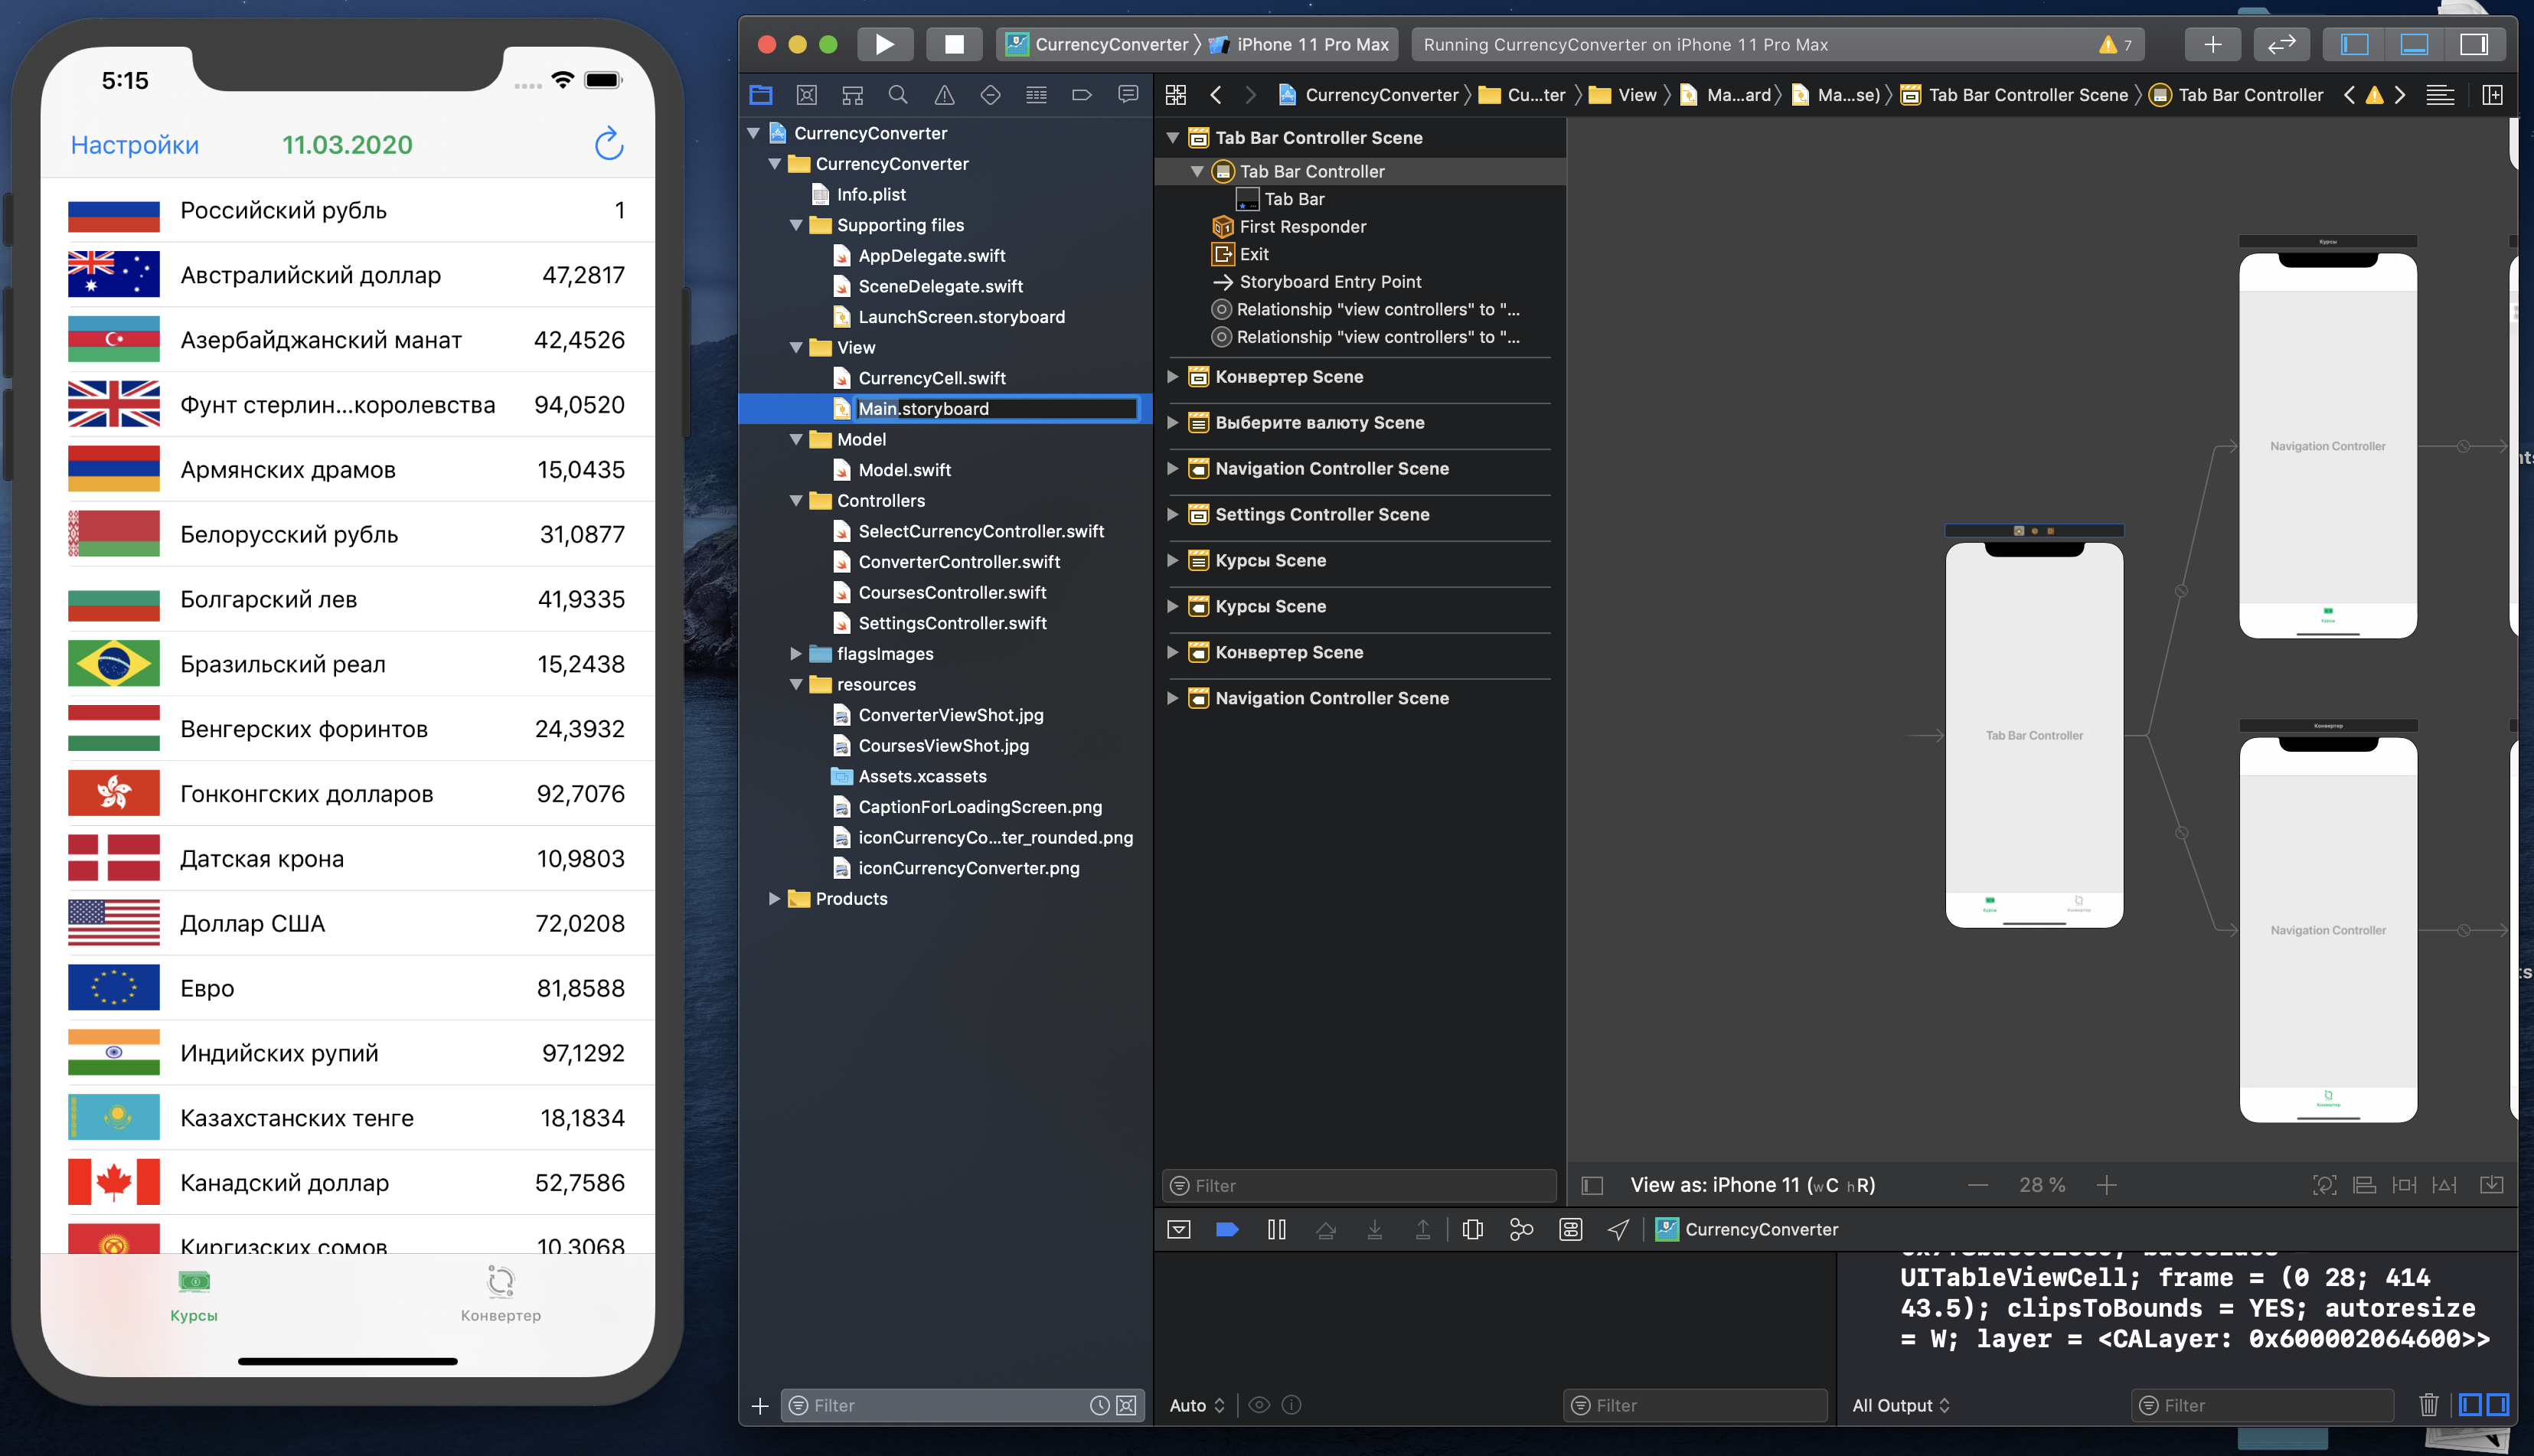 5:15
Настройки
11.03.2020
Российский рубль 1
Австралийский доллар 47,2817
Азербайджанский манат 42,4526
Фунт стерлин...королевства 94,0520
Армянских драмов 15,0435
Белорусский рубль 31,0877
Болгарский лев 41,9335
Бразильский реал 15,2438
Венгерских форинтов 24,3932
Гонконгских долларов 92,7076
Датская крона 10,9803
Доллар США 72,0208
Евро 81,8588
Индийских рупий 97,1292
Казахстанских тенге 18,1834
Канадский доллар 52,7586
Киргизских сомов 10,3068
Курсы
Конвертер
CurrencyConverter
iPhone 11 Pro Max
Running CurrencyConverter on iPhone 11 Pro Max
7
CurrencyConverter
Cu...ter
View
Ma...ard
Ma...se)
Tab Bar Controller Scene
Tab Bar Controller
CurrencyConverter
CurrencyConverter
Info.plist
Supporting files
AppDelegate.swift
SceneDelegate.swift
LaunchScreen.storyboard
View
CurrencyCell.swift
Main.storyboard
Model
Model.swift
Controllers
SelectCurrencyController.swift
ConverterController.swift
CoursesController.swift
SettingsController.swift
flagsImages
resources
ConverterViewShot.jpg
CoursesViewShot.jpg
Assets.xcassets
CaptionForLoadingScreen.png
iconCurrencyCo...ter_rounded.png
iconCurrencyConverter.png
Products
Filter
Tab Bar Controller Scene
Tab Bar Controller
Tab Bar
First Responder
Exit
Storyboard Entry Point
Relationship "view controllers" to "...
Relationship "view controllers" to "...
Конвертер Scene
Выберите валюту Scene
Navigation Controller Scene
Settings Controller Scene
Курсы Scene
Курсы Scene
Конвертер Scene
Navigation Controller Scene
Filter
Курсы
Navigation Controller
Курсы
Tab Bar Controller
Курсы
Конвертер
Конвертер
Navigation Controller
Конвертер
View as: iPhone 11 (wC hR)
28 %
CurrencyConverter
UITableViewCell; frame = (0 28; 414
43.5); clipsToBounds = YES; autoresize
= W; layer = <CALayer: 0x600002064600>>
Auto
Filter
All Output
Filter